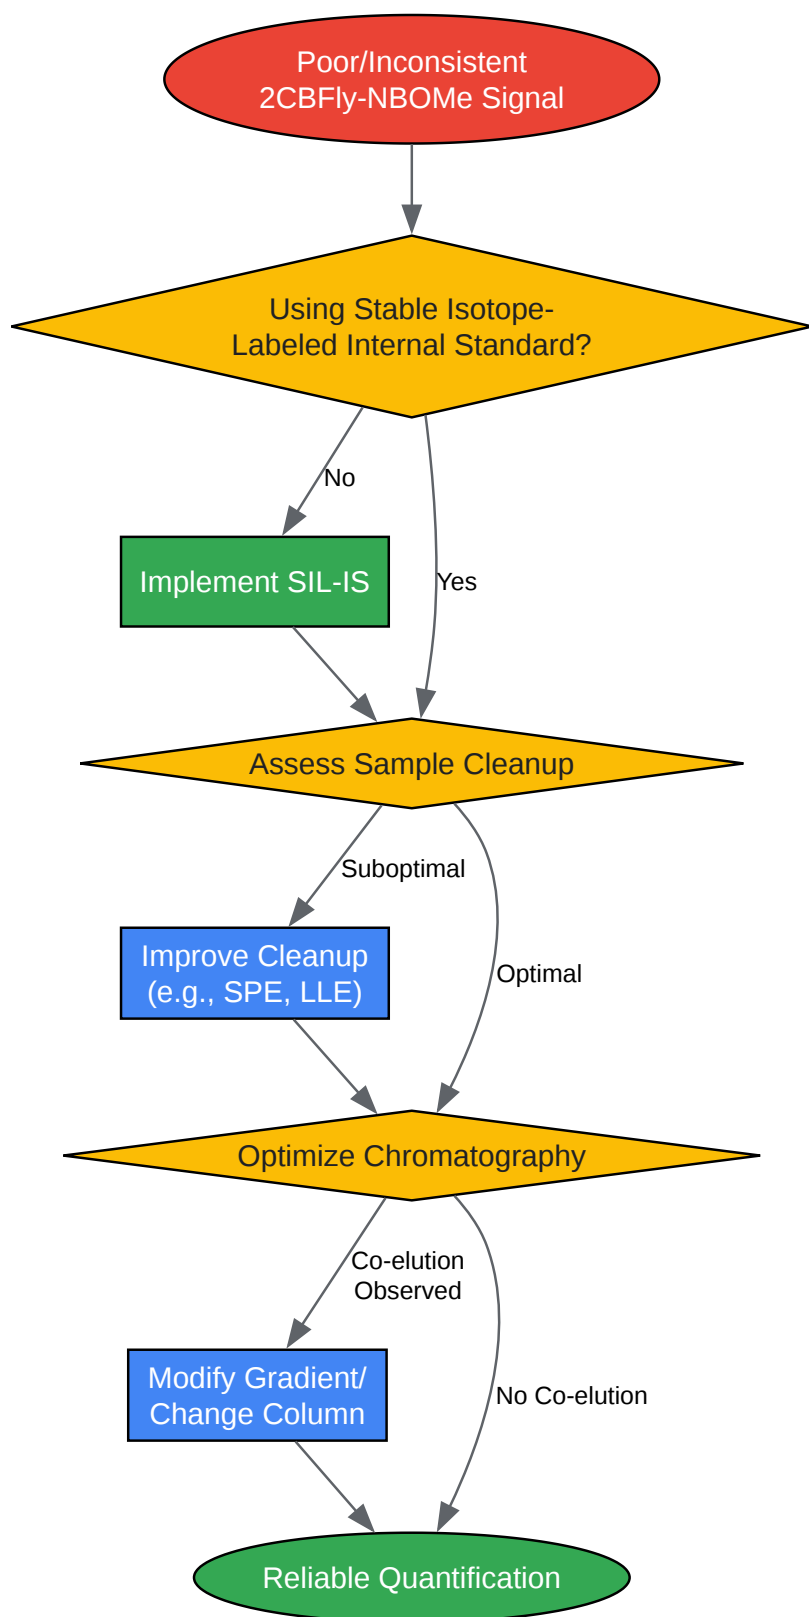 Poor/Inconsistent
2CBFly-NBOMe Signal
Using Stable Isotope-
Labeled Internal Standard?
No
Implement SIL-IS
Yes
Assess Sample Cleanup
Suboptimal
Improve Cleanup
(e.g., SPE, LLE)
Optimal
Optimize Chromatography
Co-elution
Observed
Modify Gradient/
Change Column
No Co-elution
Reliable Quantification